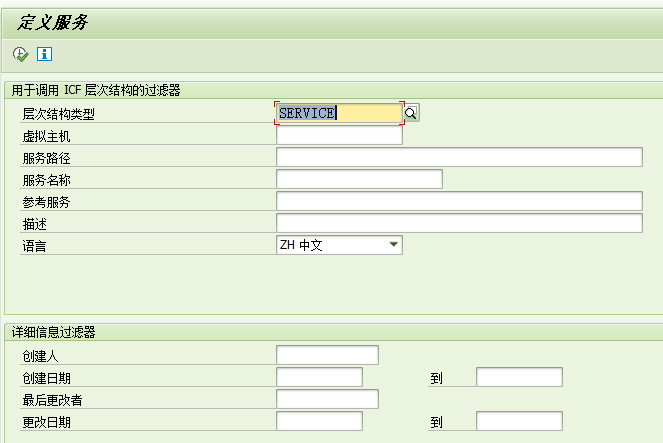 定义服务
用于调用 ICF 层次结构的过滤器
层次结构类型 SERVICE
虚拟主机
服务路径
服务名称
参考服务
描述
语言 ZH 中文
详细信息过滤器
创建人
创建日期 到
最后更改者
更改日期 到